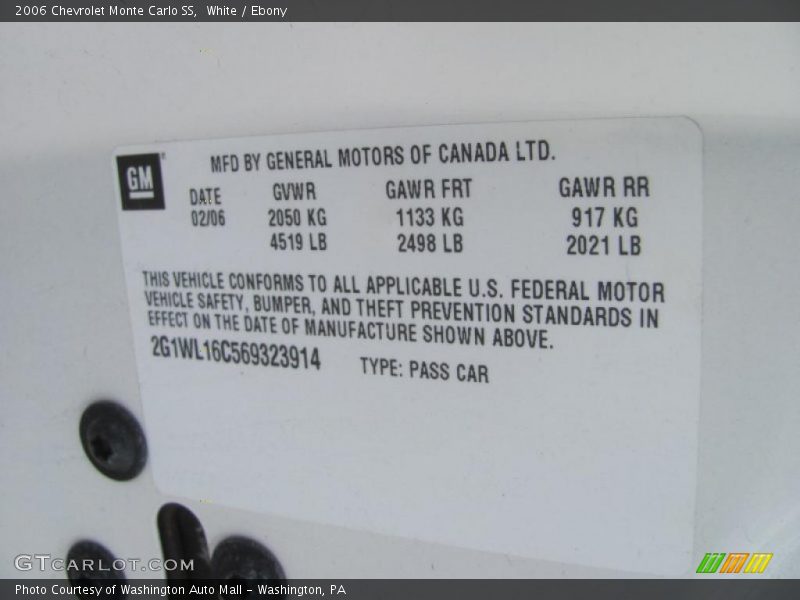 2006 Chevrolet Monte Carlo SS, White / Ebony
GM
MFD BY GENERAL MOTORS OF CANADA LTD.
DATE GVWR GAWR FRT GAWR RR
02/06 2050 KG 1133 KG 917 KG
4519 LB 2498 LB 2021 LB
THIS VEHICLE CONFORMS TO ALL APPLICABLE U.S. FEDERAL MOTOR
VEHICLE SAFETY, BUMPER, AND THEFT PREVENTION STANDARDS IN
EFFECT ON THE DATE OF MANUFACTURE SHOWN ABOVE.
2G1WL16C569323914 TYPE: PASS CAR
GTCarLot.com
Photo Courtesy of Washington Auto Mall - Washington, PA